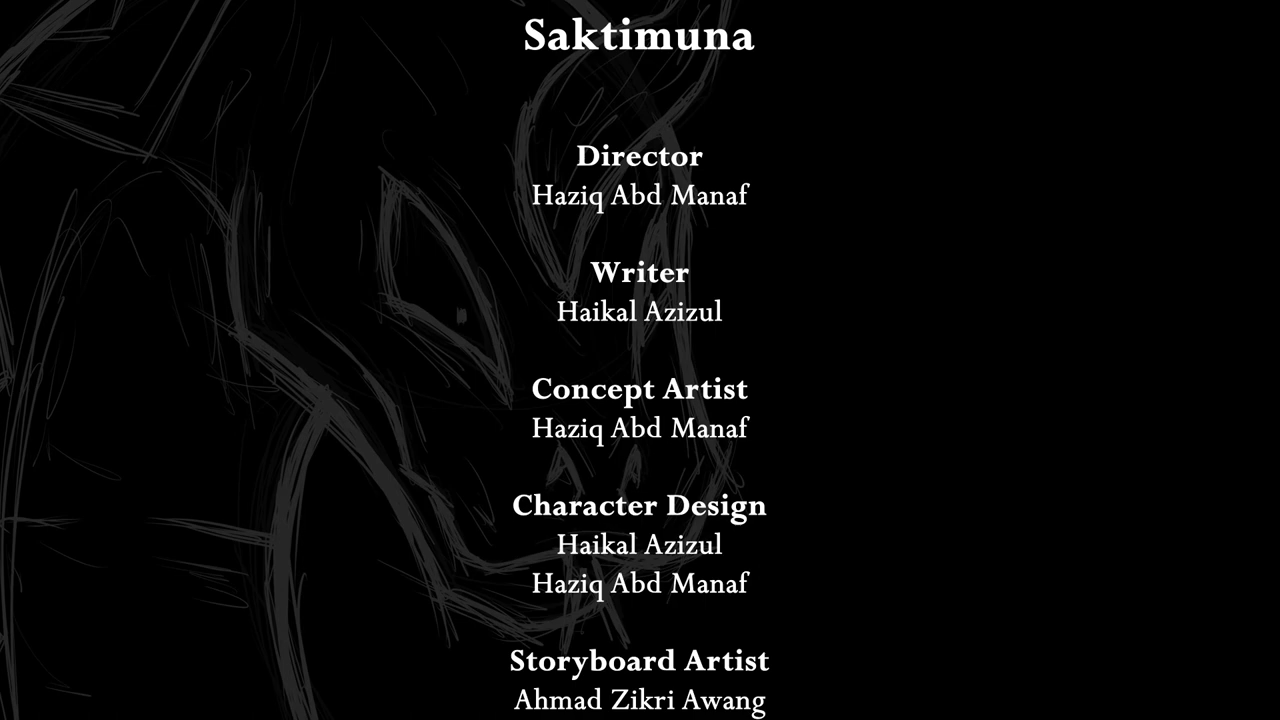 Saktimuna
Director
Haziq Abd Manaf
Writer
Haikal Azizul
Concept Artist
Haziq Abd Manaf
Character Design
Haikal Azizul
Haziq Abd Manaf
Storyboard Artist
Ahmad Zikri Awang